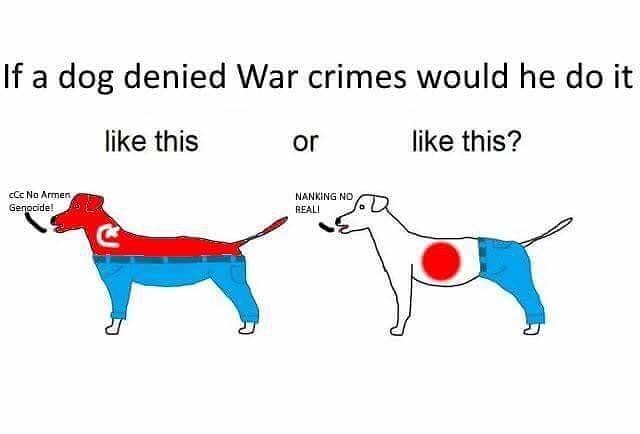 If a dog denied War crimes would he do it
like this or like this?
cCc No Armen
Genocide!
NANKING NO
REAL!